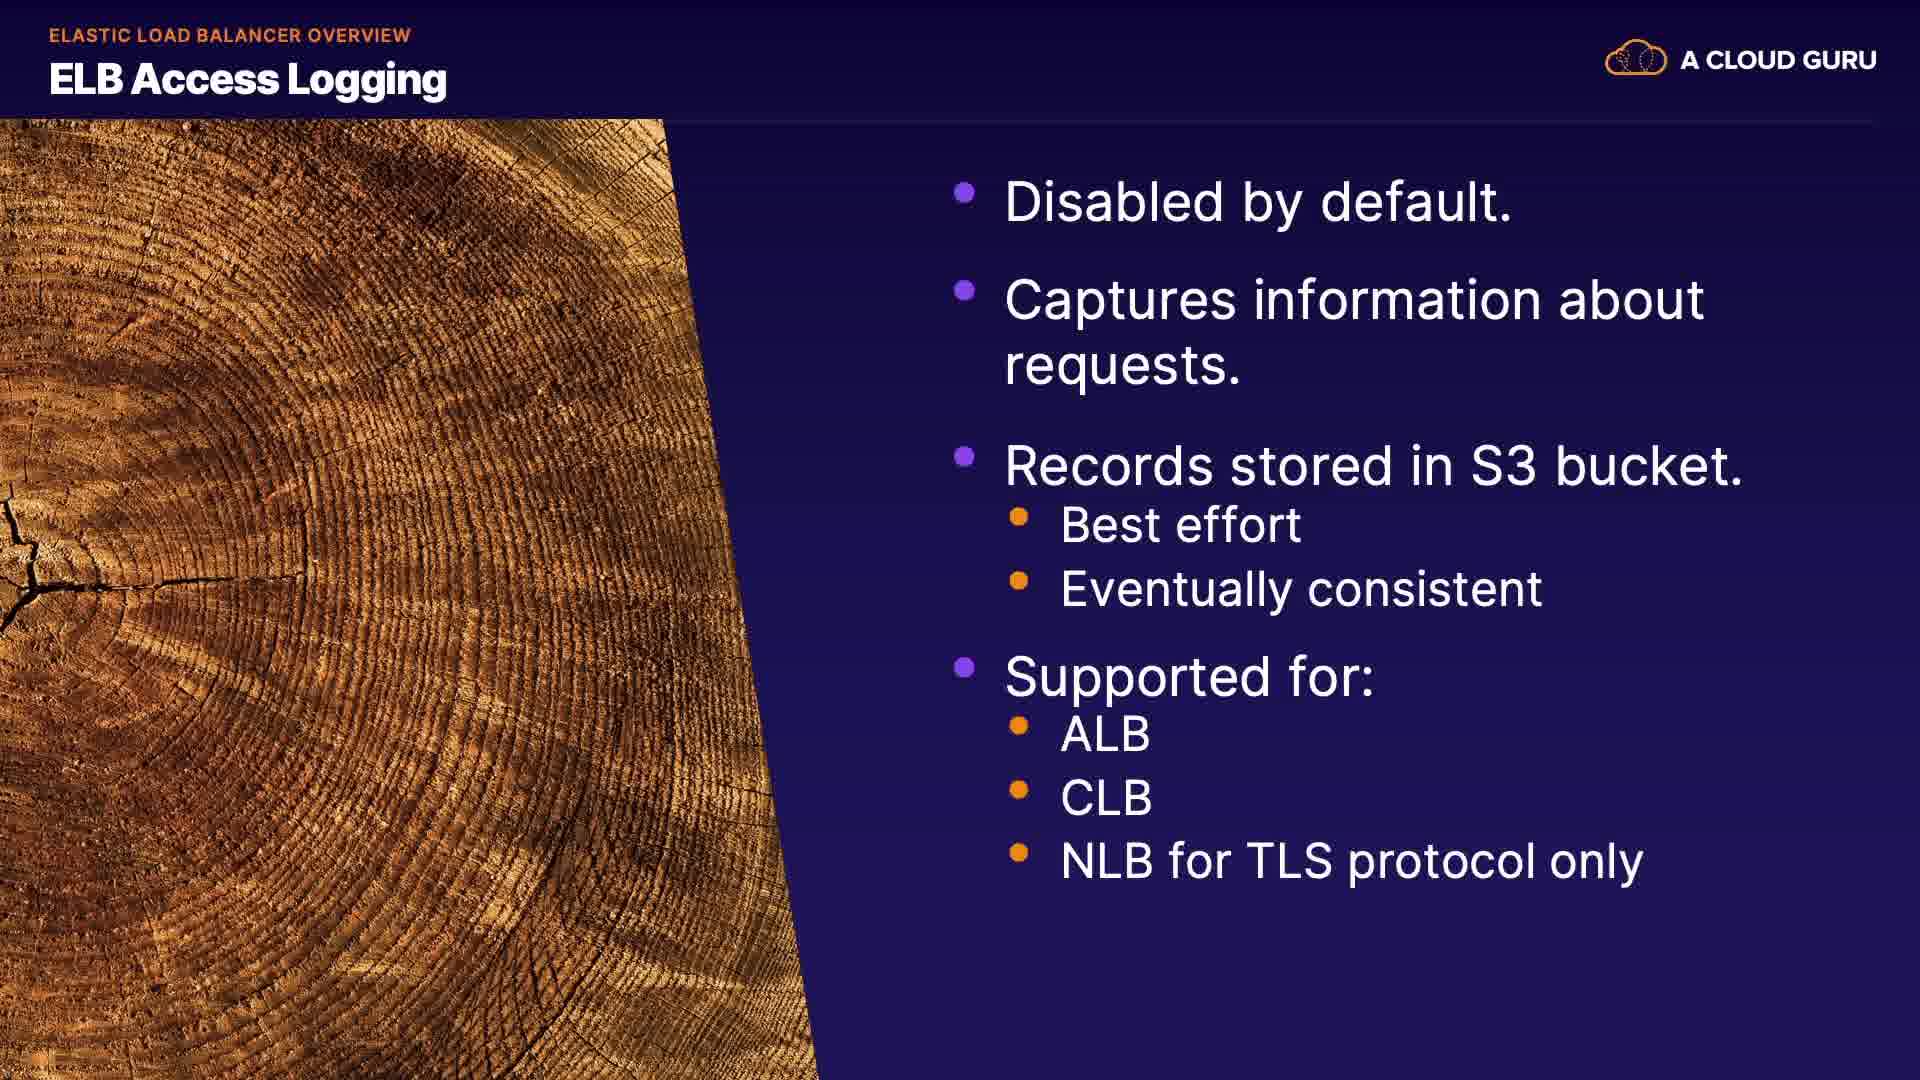 ELASTIC LOAD BALANCER OVERVIEW
ELB Access Logging
A CLOUD GURU
Disabled by default.
Captures information about
requests.
Records stored in S3 bucket.
Best effort
Eventually consistent
Supported for:
ALB
CLB
NLB for TLS protocol only